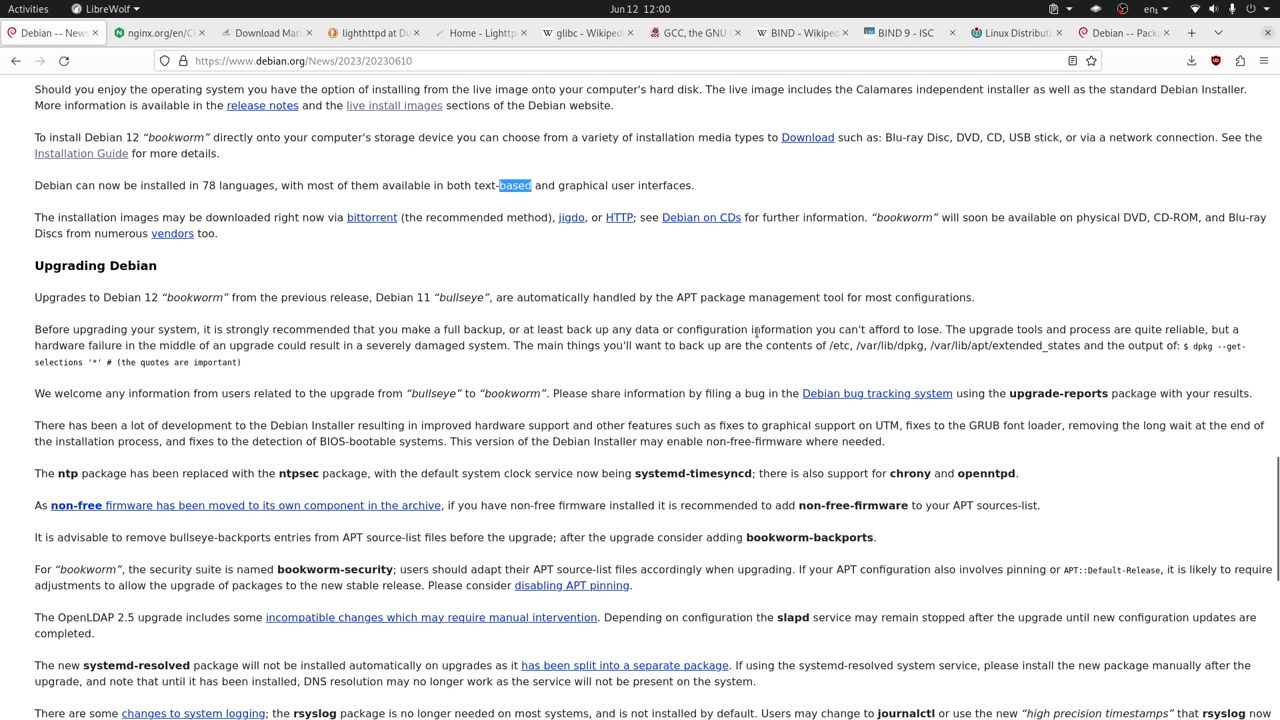 Activities LibreWolf Jun 12 12:00 en₁
Debian -- News nginx.org/en/C Download Mar lighthttpd at Du Home - Lightt glibc - Wikiped GCC, the GNU C BIND - Wikiped BIND 9 - ISC Linux Distributi Debian -- Packa
https://www.debian.org/News/2023/20230610
Should you enjoy the operating system you have the option of installing from the live image onto your computer's hard disk. The live image includes the Calamares independent installer as well as the standard Debian Installer.
More information is available in the release notes and the live install images sections of the Debian website.
To install Debian 12 “bookworm” directly onto your computer's storage device you can choose from a variety of installation media types to Download such as: Blu-ray Disc, DVD, CD, USB stick, or via a network connection. See the
Installation Guide for more details.
Debian can now be installed in 78 languages, with most of them available in both text-based and graphical user interfaces.
The installation images may be downloaded right now via bittorrent (the recommended method), jigdo, or HTTP; see Debian on CDs for further information. “bookworm” will soon be available on physical DVD, CD-ROM, and Blu-ray
Discs from numerous vendors too.
Upgrading Debian
Upgrades to Debian 12 “bookworm” from the previous release, Debian 11 “bullseye”, are automatically handled by the APT package management tool for most configurations.
Before upgrading your system, it is strongly recommended that you make a full backup, or at least back up any data or configuration information you can't afford to lose. The upgrade tools and process are quite reliable, but a
hardware failure in the middle of an upgrade could result in a severely damaged system. The main things you'll want to back up are the contents of /etc, /var/lib/dpkg, /var/lib/apt/extended_states and the output of: $ dpkg --get-
selections '*' # (the quotes are important)
We welcome any information from users related to the upgrade from “bullseye” to “bookworm”. Please share information by filing a bug in the Debian bug tracking system using the upgrade-reports package with your results.
There has been a lot of development to the Debian Installer resulting in improved hardware support and other features such as fixes to graphical support on UTM, fixes to the GRUB font loader, removing the long wait at the end of
the installation process, and fixes to the detection of BIOS-bootable systems. This version of the Debian Installer may enable non-free-firmware where needed.
The ntp package has been replaced with the ntpsec package, with the default system clock service now being systemd-timesyncd; there is also support for chrony and openntpd.
As non-free firmware has been moved to its own component in the archive, if you have non-free firmware installed it is recommended to add non-free-firmware to your APT sources-list.
It is advisable to remove bullseye-backports entries from APT source-list files before the upgrade; after the upgrade consider adding bookworm-backports.
For “bookworm”, the security suite is named bookworm-security; users should adapt their APT source-list files accordingly when upgrading. If your APT configuration also involves pinning or APT::Default-Release, it is likely to require
adjustments to allow the upgrade of packages to the new stable release. Please consider disabling APT pinning.
The OpenLDAP 2.5 upgrade includes some incompatible changes which may require manual intervention. Depending on configuration the slapd service may remain stopped after the upgrade until new configuration updates are
completed.
The new systemd-resolved package will not be installed automatically on upgrades as it has been split into a separate package. If using the systemd-resolved system service, please install the new package manually after the
upgrade, and note that until it has been installed, DNS resolution may no longer work as the service will not be present on the system.
There are some changes to system logging; the rsyslog package is no longer needed on most systems, and is not installed by default. Users may change to journalctl or use the new “high precision timestamps” that rsyslog now